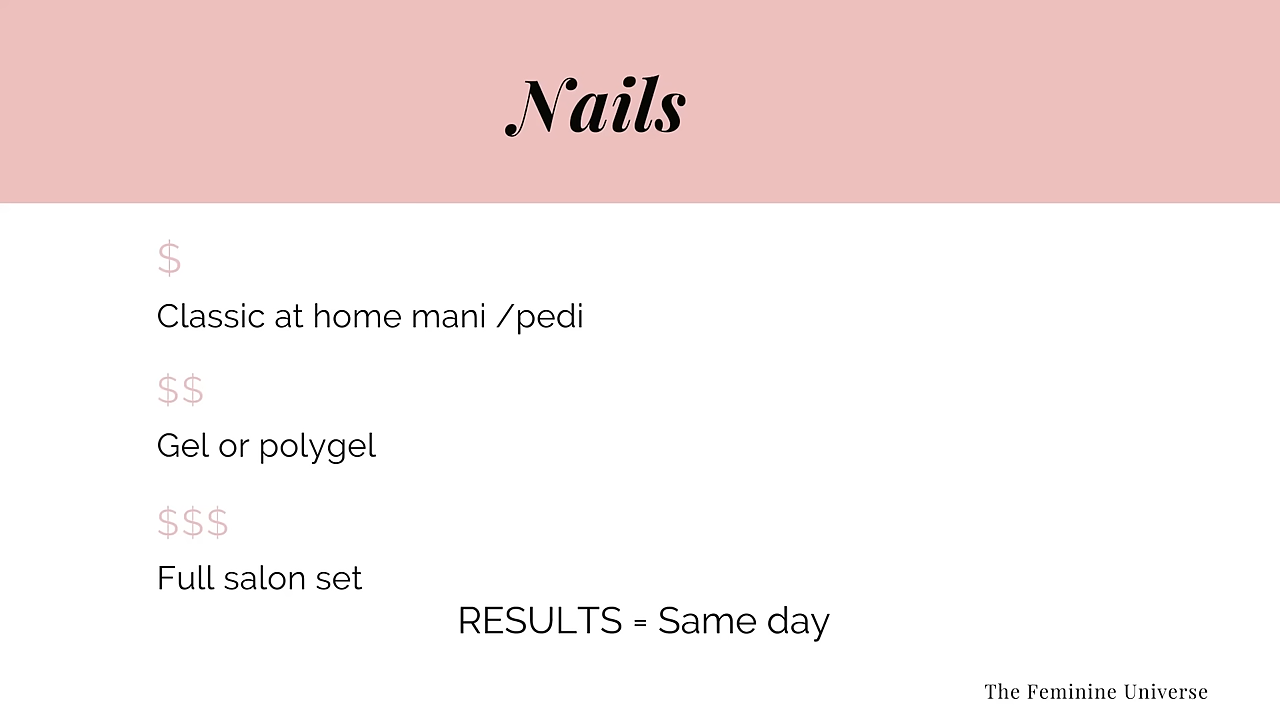 Nails
$
Classic at home mani /pedi
$$
Gel or polygel
$$$
Full salon set
RESULTS = Same day
The Feminine Universe